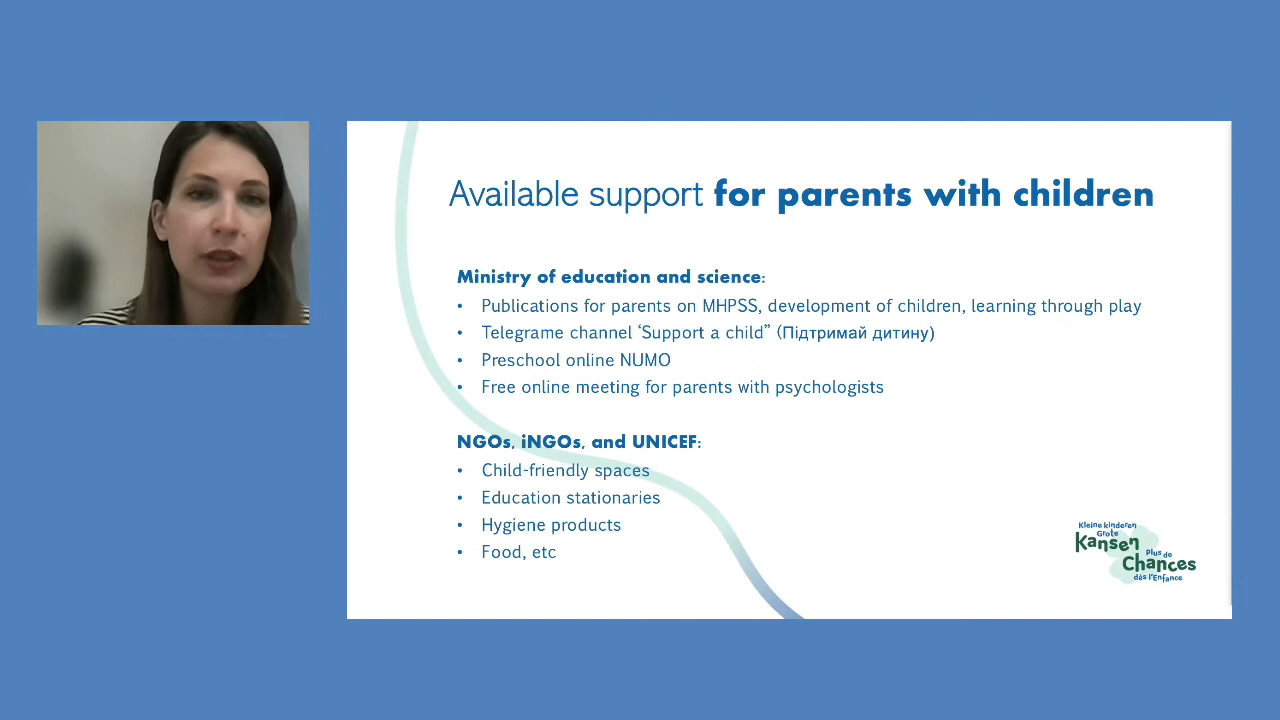 Available support for parents with children
Ministry of education and science:
• Publications for parents on MHPSS, development of children, learning through play
• Telegrame channel ‘Support a child” (Підтримай дитину)
• Preschool online NUMO
• Free online meeting for parents with psychologists
NGOs, iNGOs, and UNICEF:
• Child-friendly spaces
• Education stationaries
• Hygiene products
• Food, etc
Kleine kinderen
Grote
Kansen
Plus de
Chances
dès l'Enfance